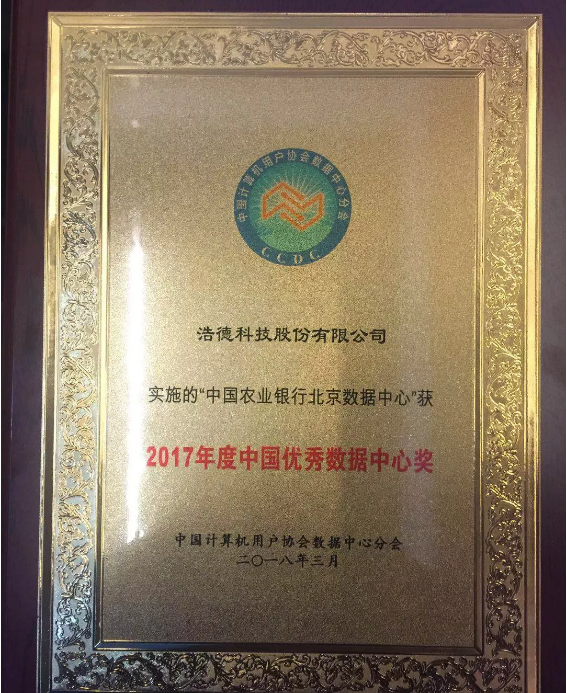 中国计算机用户协会数据中心分会
CCDC
浩德科技股份有限公司
实施的“中国农业银行北京数据中心”获
2017年度中国优秀数据中心奖
中国计算机用户协会数据中心分会
二〇一八年三月